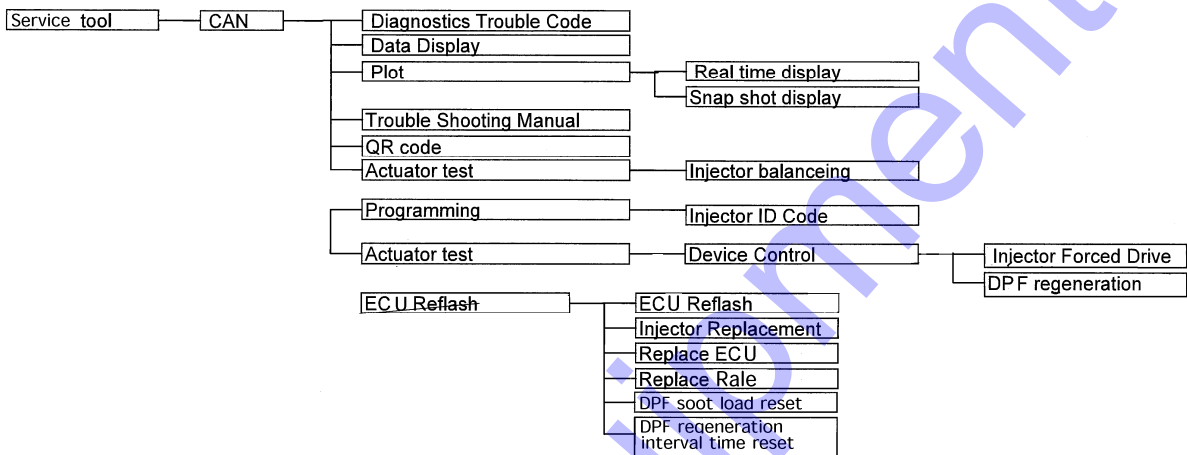 Service tool
CAN
Diagnostics Trouble Code
Data Display
Plot
Real time display
Snap shot display
Trouble Shooting Manual
QR code
Actuator test
Injector balanceing
Programming
Injector ID Code
Actuator test
Device Control
Injector Forced Drive
DPF regeneration
ECU Reflash
ECU Reflash
Injector Replacement
Replace ECU
Replace Rale
DPF soot load reset
DPF regeneration
interval time reset
ipment